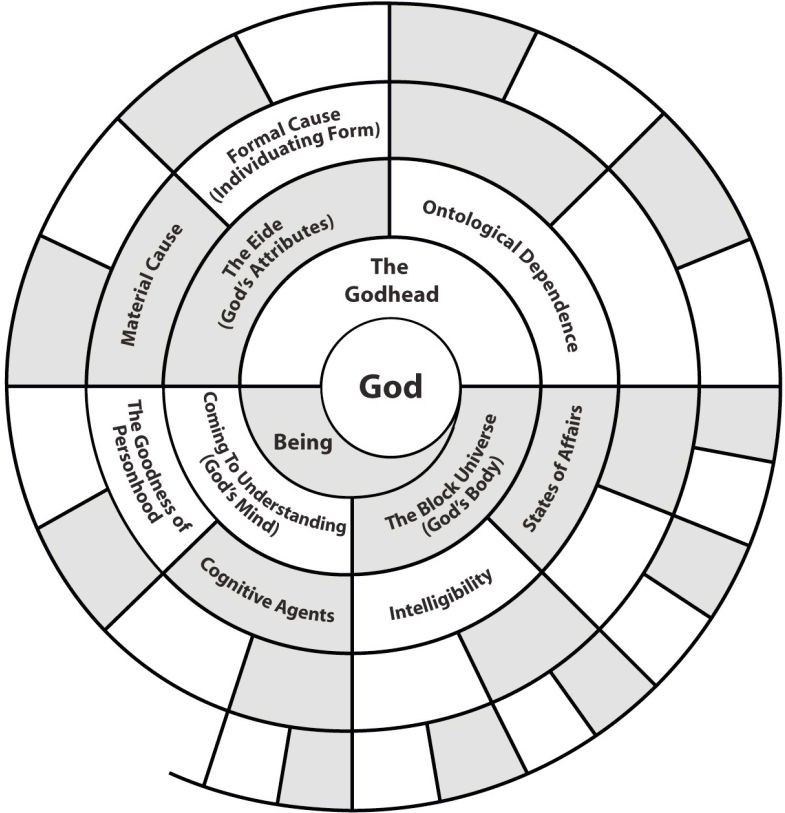 Formal Cause
(Individuating Form)
Material Cause
The Eide
(God's Attributes)
Ontological Dependence
The
Godhead
God
Being
The Goodness of
Personhood
Coming To Understanding
(God's Mind)
The Block Universe
(God's Body)
States of Affairs
Cognitive Agents
Intelligibility